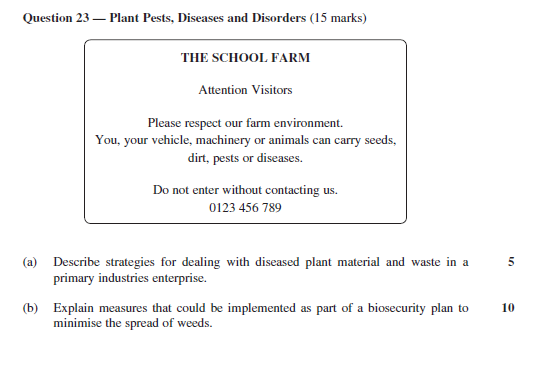 Question 23 — Plant Pests, Diseases and Disorders (15 marks)
THE SCHOOL FARM
Attention Visitors
Please respect our farm environment.
You, your vehicle, machinery or animals can carry seeds,
dirt, pests or diseases.
Do not enter without contacting us.
0123 456 789
(a) Describe strategies for dealing with diseased plant material and waste in a 5
primary industries enterprise.
(b) Explain measures that could be implemented as part of a biosecurity plan to 10
minimise the spread of weeds.